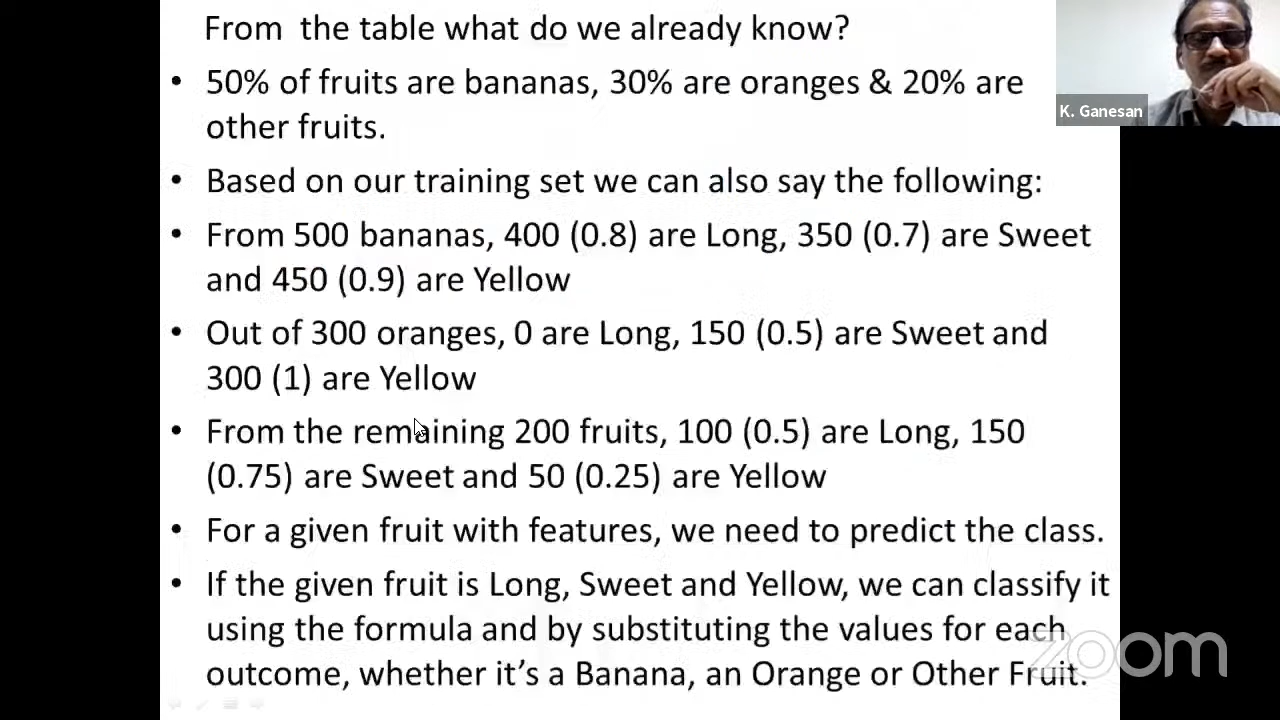 From the table what do we already know?
• 50% of fruits are bananas, 30% are oranges & 20% are
other fruits.
• Based on our training set we can also say the following:
• From 500 bananas, 400 (0.8) are Long, 350 (0.7) are Sweet
and 450 (0.9) are Yellow
• Out of 300 oranges, 0 are Long, 150 (0.5) are Sweet and
300 (1) are Yellow
• From the remaining 200 fruits, 100 (0.5) are Long, 150
(0.75) are Sweet and 50 (0.25) are Yellow
• For a given fruit with features, we need to predict the class.
• If the given fruit is Long, Sweet and Yellow, we can classify it
using the formula and by substituting the values for each
outcome, whether it’s a Banana, an Orange or Other Fruit.
K. Ganesan
zoom